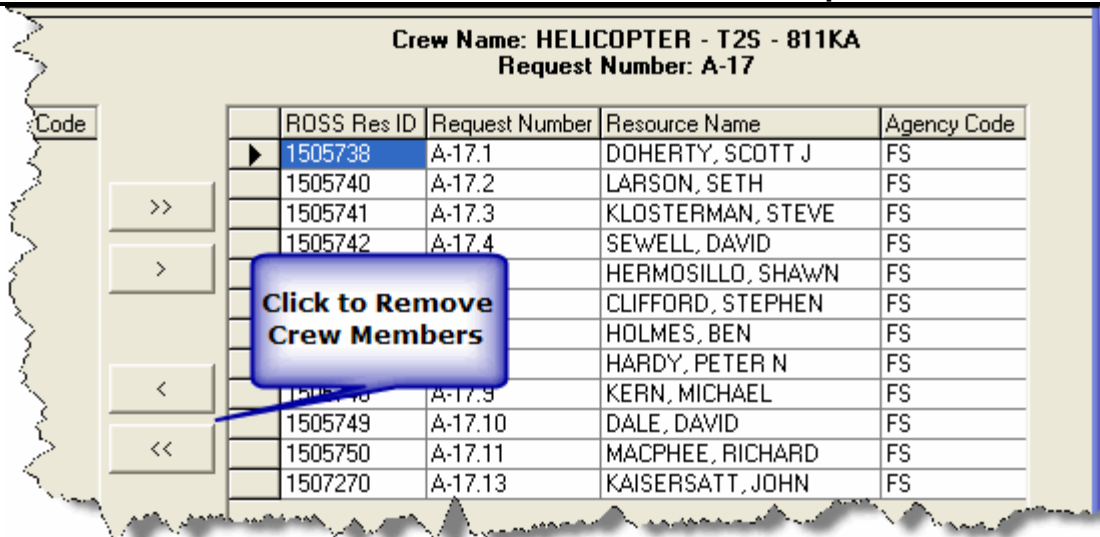 Crew Name: HELICOPTER - T2S - 811KA
Request Number: A-17
Code
ROSS Res ID Request Number Resource Name Agency Code
1505738 A-17.1 DOHERTY, SCOTT J FS
1505740 A-17.2 LARSON, SETH FS
>>
1505741 A-17.3 KLOSTERMAN, STEVE FS
1505742 A-17.4 SEWELL, DAVID FS
>
HERMOSILLO, SHAWN FS
Click to Remove
Crew Members
CLIFFORD, STEPHEN FS
HOLMES, BEN FS
HARDY, PETER N FS
<
A-17.9 KERN, MICHAEL FS
1505749 A-17.10 DALE, DAVID FS
<<
1505750 A-17.11 MACPHEE, RICHARD FS
1507270 A-17.13 KAISERSATT, JOHN FS